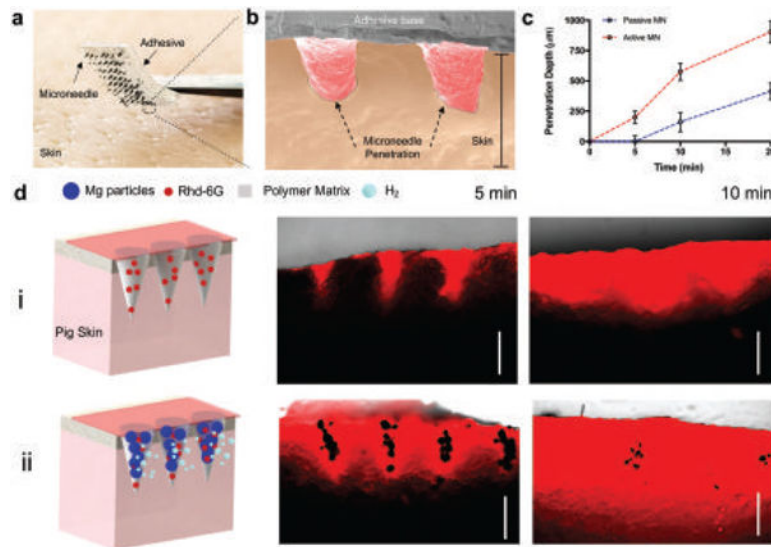 a
Adhesive
Microneedle
Skin
b
Adhesive base
Microneedle
Penetration
Skin
c
Penetration Depth (μm)
1000
750
500
250
0
Passive MN
Active MN
0
5
10
20
Time (min)
d
Mg particles
Rhd-6G
Polymer Matrix
H₂
5 min
10 min
i
Pig Skin
ii